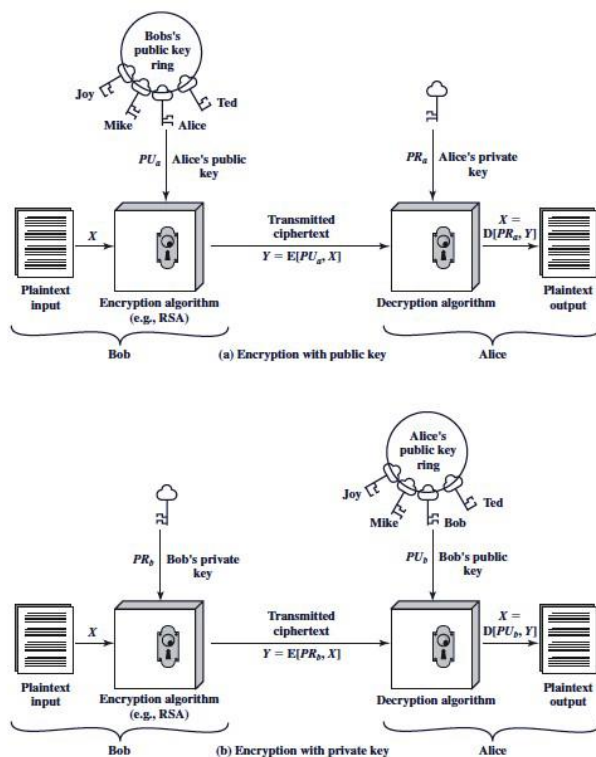 Bobs's
public key
ring
Joy
Ted
Mike
Alice
PUa Alice's public
key
PRa Alice's private
key
X
Transmitted
ciphertext
X =
D[PRa, Y]
Y = E[PUa, X]
Plaintext
input
Encryption algorithm
(e.g., RSA)
Decryption algorithm
Plaintext
output
Bob
(a) Encryption with public key
Alice
Alice's
public key
ring
Joy
Ted
Mike
Bob
PRb Bob's private
key
PUb Bob's public
key
X
Transmitted
ciphertext
X =
D[PUb, Y]
Y = E[PRb, X]
Plaintext
input
Encryption algorithm
(e.g., RSA)
Decryption algorithm
Plaintext
output
Bob
(b) Encryption with private key
Alice